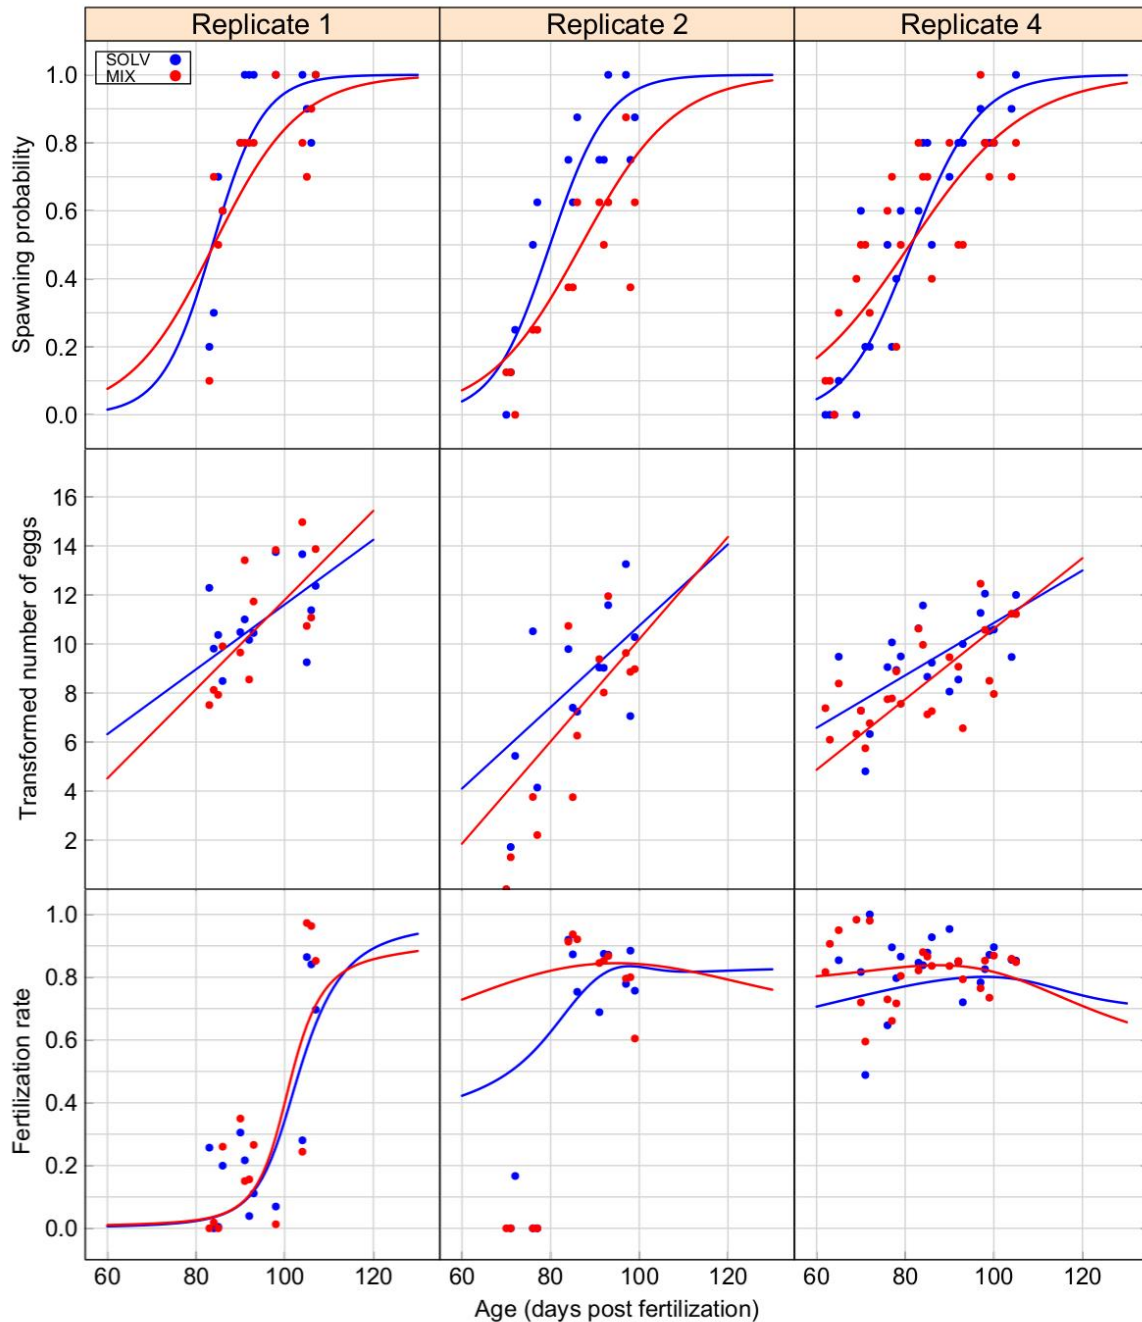 Replicate 1 Replicate 2 Replicate 4
SOLV
MIX
1.0
0.8
0.6
0.4
0.2
0.0
Spawning probability
16
14
12
10
8
6
4
2
Transformed number of eggs
1.0
0.8
0.6
0.4
0.2
0.0
Fertilization rate
60 80 100 120 60 80 100 120 60 80 100 120
Age (days post fertilization)